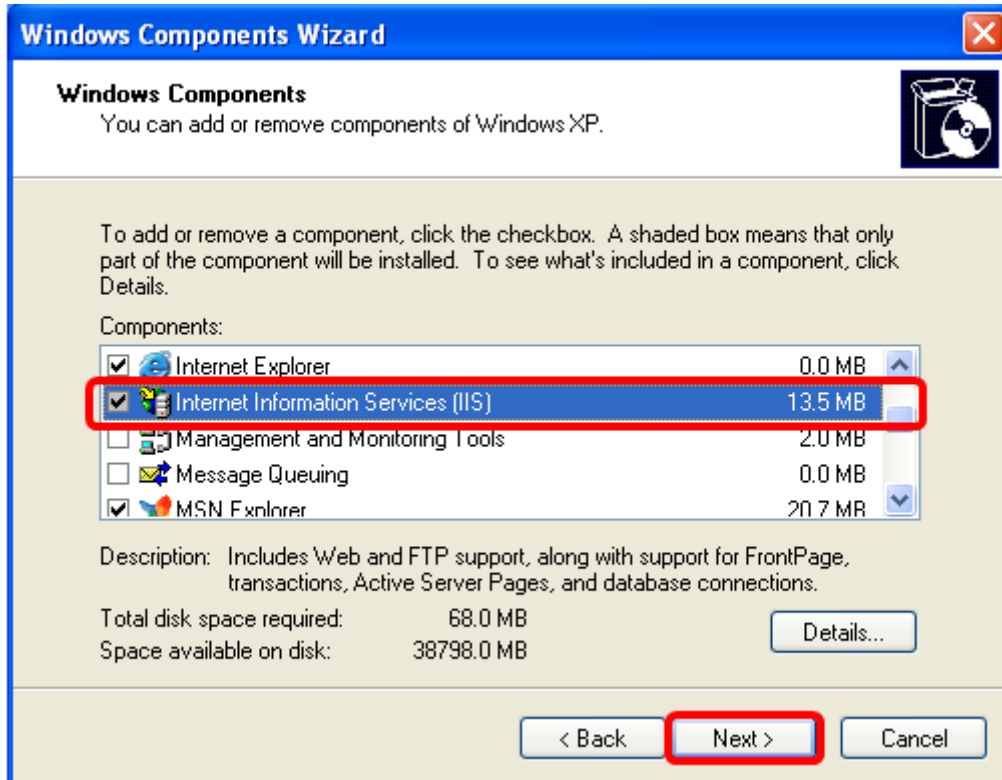 Windows Components Wizard
Windows Components
You can add or remove components of Windows XP.
To add or remove a component, click the checkbox. A shaded box means that only
part of the component will be installed. To see what's included in a component, click
Details.
Components:
Internet Explorer 0.0 MB
Internet Information Services (IIS) 13.5 MB
Management and Monitoring Tools 2.0 MB
Message Queuing 0.0 MB
MSN Explorer 20.7 MB
Description: Includes Web and FTP support, along with support for FrontPage,
transactions, Active Server Pages, and database connections.
Total disk space required: 68.0 MB
Space available on disk: 38798.0 MB
Details...
< Back Next > Cancel